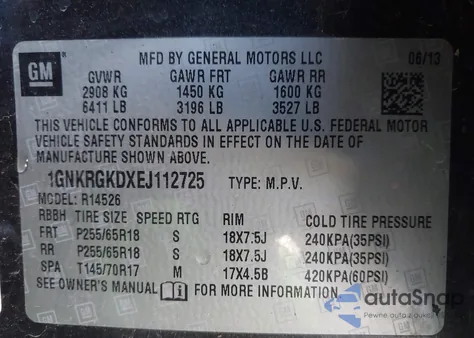 GM
MFD BY GENERAL MOTORS LLC 06/13
GVWR GAWR FRT GAWR RR
2908 KG 1450 KG 1600 KG
6411 LB 3196 LB 3527 LB
THIS VEHICLE CONFORMS TO ALL APPLICABLE U.S. FEDERAL MOTOR
VEHICLE SAFETY STANDARDS IN EFFECT ON THE DATE OF
MANUFACTURE SHOWN ABOVE.
1GNKRGKDXEJ112725 TYPE: M.P.V.
MODEL: R14526
RBBH TIRE SIZE SPEED RTG RIM COLD TIRE PRESSURE
FRT P255/65R18 S 18X7.5J 240KPA(35PSI)
RR P255/65R18 S 18X7.5J 240KPA(35PSI)
SPA T145/70R17 M 17X4.5B 420KPA(60PSI)
SEE OWNER'S MANUAL i FOR MORE INFORMATION
autoSnap
Pewne auto z aukcji